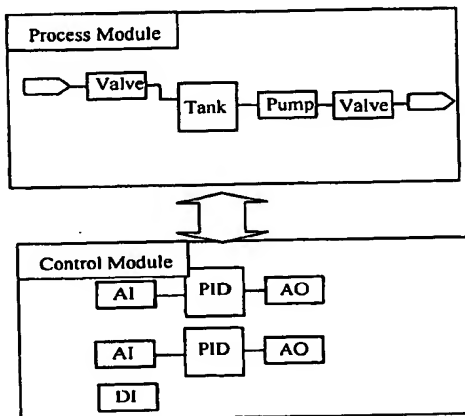 Process Module
Valve
Tank
Pump
Valve
Control Module
AI
PID
AO
AI
PID
AO
DI